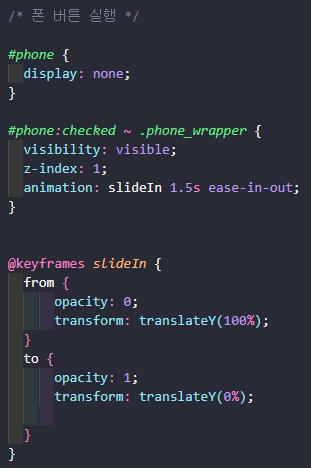 /* 폰 버튼 실행 */
#phone {
display: none;
}
#phone:checked ~ .phone_wrapper {
visibility: visible;
z-index: 1;
animation: slideIn 1.5s ease-in-out;
}
@keyframes slideIn {
from {
opacity: 0;
transform: translateY(100%);
}
to {
opacity: 1;
transform: translateY(0%);
}
}